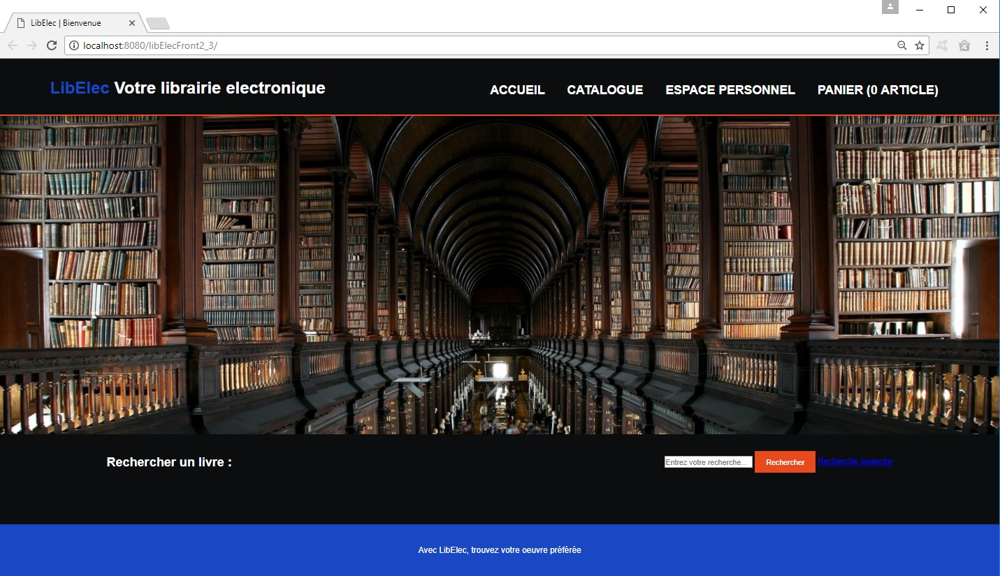 LibElec | Bienvenue
localhost:8080/libElecFront2_3/
LibElec Votre librairie electronique
ACCUEIL CATALOGUE ESPACE PERSONNEL PANIER (0 ARTICLE)
Rechercher un livre :
Entrez votre recherche... Rechercher Recherche avancée
Avec LibElec, trouvez votre oeuvre préférée